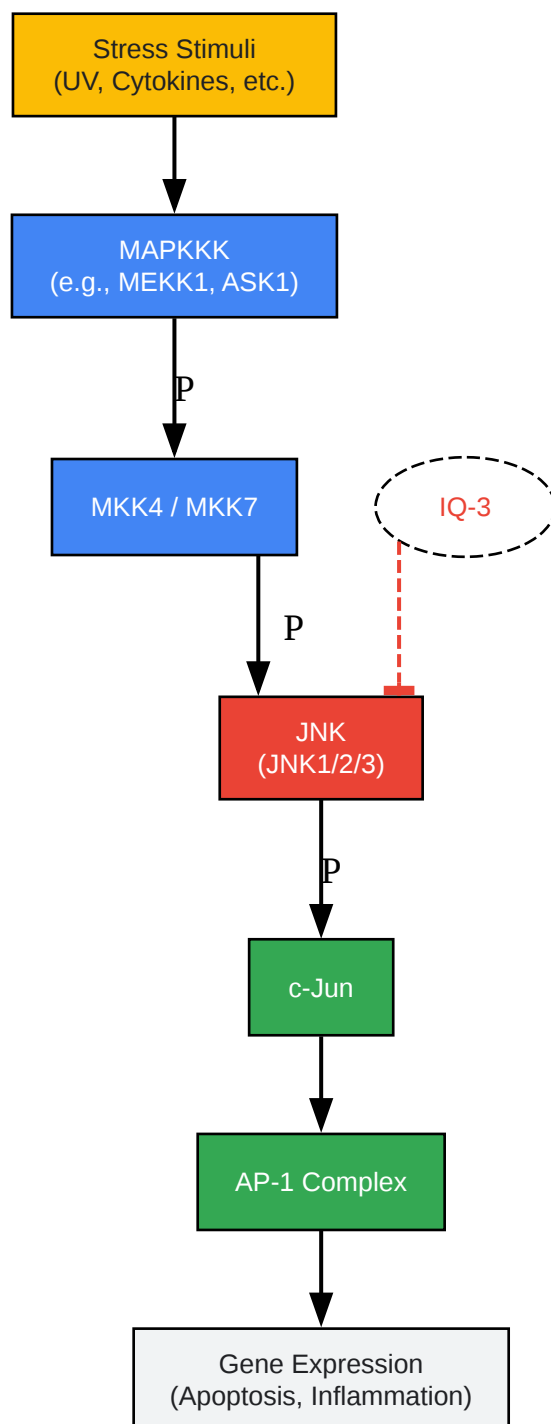 Stress Stimuli
(UV, Cytokines, etc.)
MAPKKK
(e.g., MEKK1, ASK1)
P
MKK4 / MKK7
IQ-3
P
JNK
(JNK1/2/3)
P
c-Jun
AP-1 Complex
Gene Expression
(Apoptosis, Inflammation)